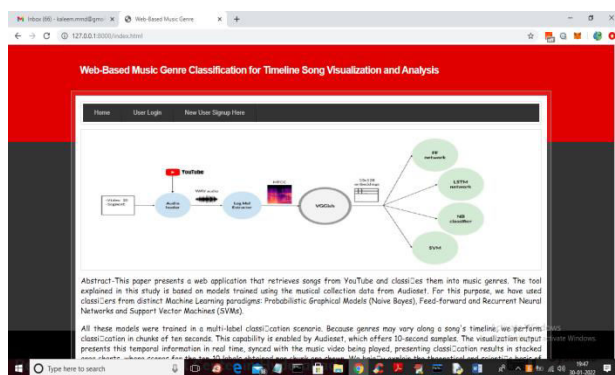 Inbox (66) - kaleem.mmd@gmai
Web-Based Music Genre
127.0.0.1:8000/index.html
Web-Based Music Genre Classification for Timeline Song Visualization and Analysis
Home User Login New User Signup Here
YouTube
Audio
WAV audio
Log Mel
VGGish
embeddings
FF network
LSTM network
NB classifier
SVM
Abstract-This paper presents a web application that retrieves songs from YouTube and classi□es them into music genres. The tool
explained in this study is based on models trained using the musical collection data from Audioset. For this purpose, we have used
classi□ers from distinct Machine Learning paradigms: Probabilistic Graphical Models (Naive Bayes), Feed-forward and Recurrent Neural
Networks and Support Vector Machines (SVMs).
All these models were trained in a multi-label classi□cation scenario. Because genres may vary along a song's timeline, we perform
classi□cation in chunks of ten seconds. This capability is enabled by Audioset, which offers 10-second samples. The visualization output
presents this temporal information in real time, synced with the music video being played, presenting classi□cation results in stacked
Type here to search
19:47
30-01-2022